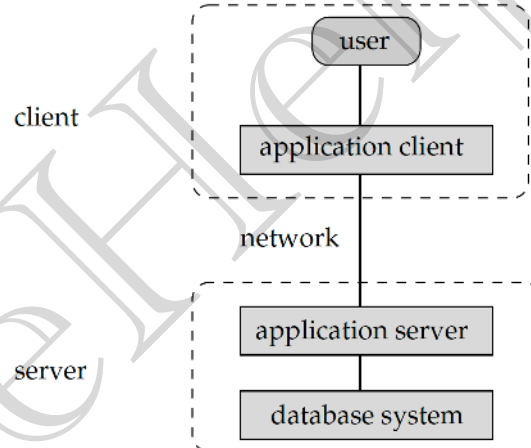 user
client
application client
network
application server
server
database system